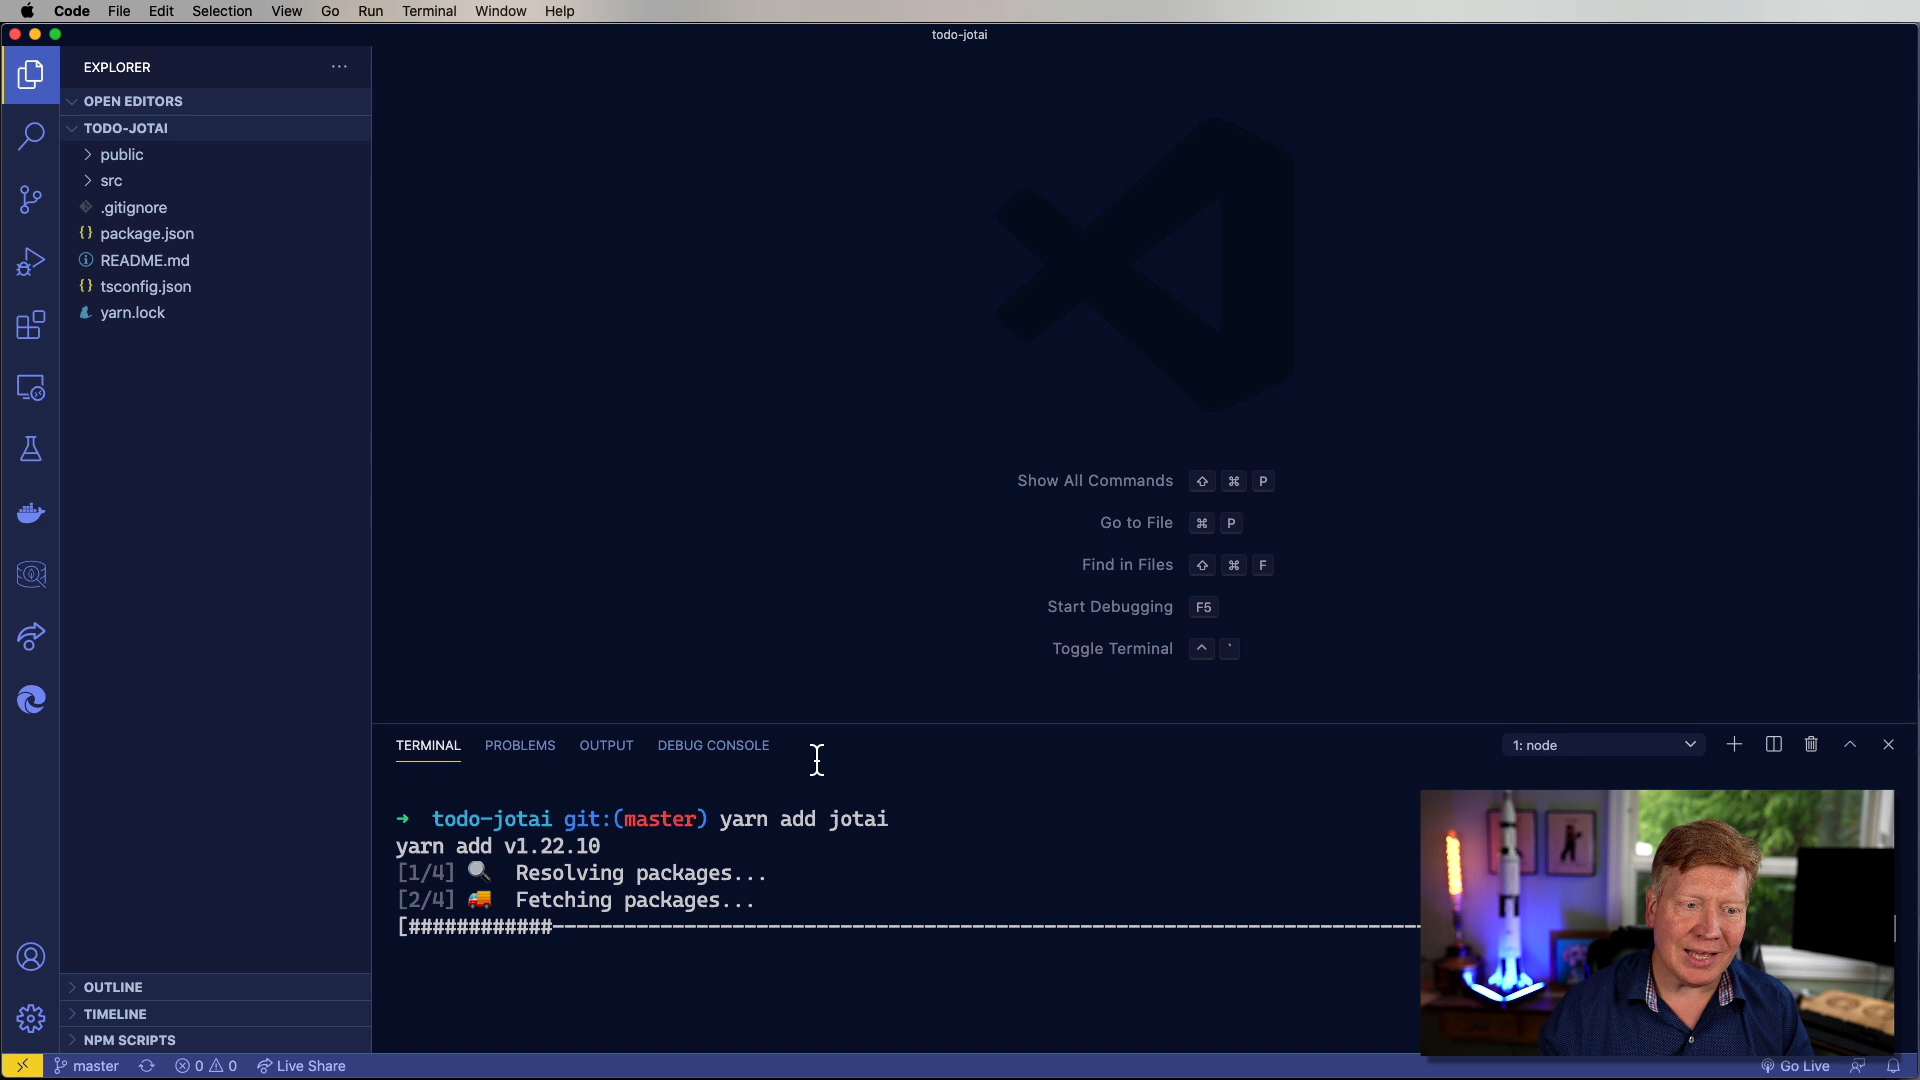 Code File Edit Selection View Go Run Terminal Window Help
todo-jotai
EXPLORER ...
OPEN EDITORS
TODO-JOTAI
public
src
.gitignore
package.json
README.md
tsconfig.json
yarn.lock
Show All Commands ⇧ ⌘ P
Go to File ⌘ P
Find in Files ⇧ ⌘ F
Start Debugging F5
Toggle Terminal ^ `
TERMINAL PROBLEMS OUTPUT DEBUG CONSOLE
1: node
➜ todo-jotai git:(master) yarn add jotai
yarn add v1.22.10
[1/4] 🔍 Resolving packages...
[2/4] 🚚 Fetching packages...
[############------------------------------------------------------------------------
OUTLINE
TIMELINE
NPM SCRIPTS
master 0 0 Live Share
Go Live